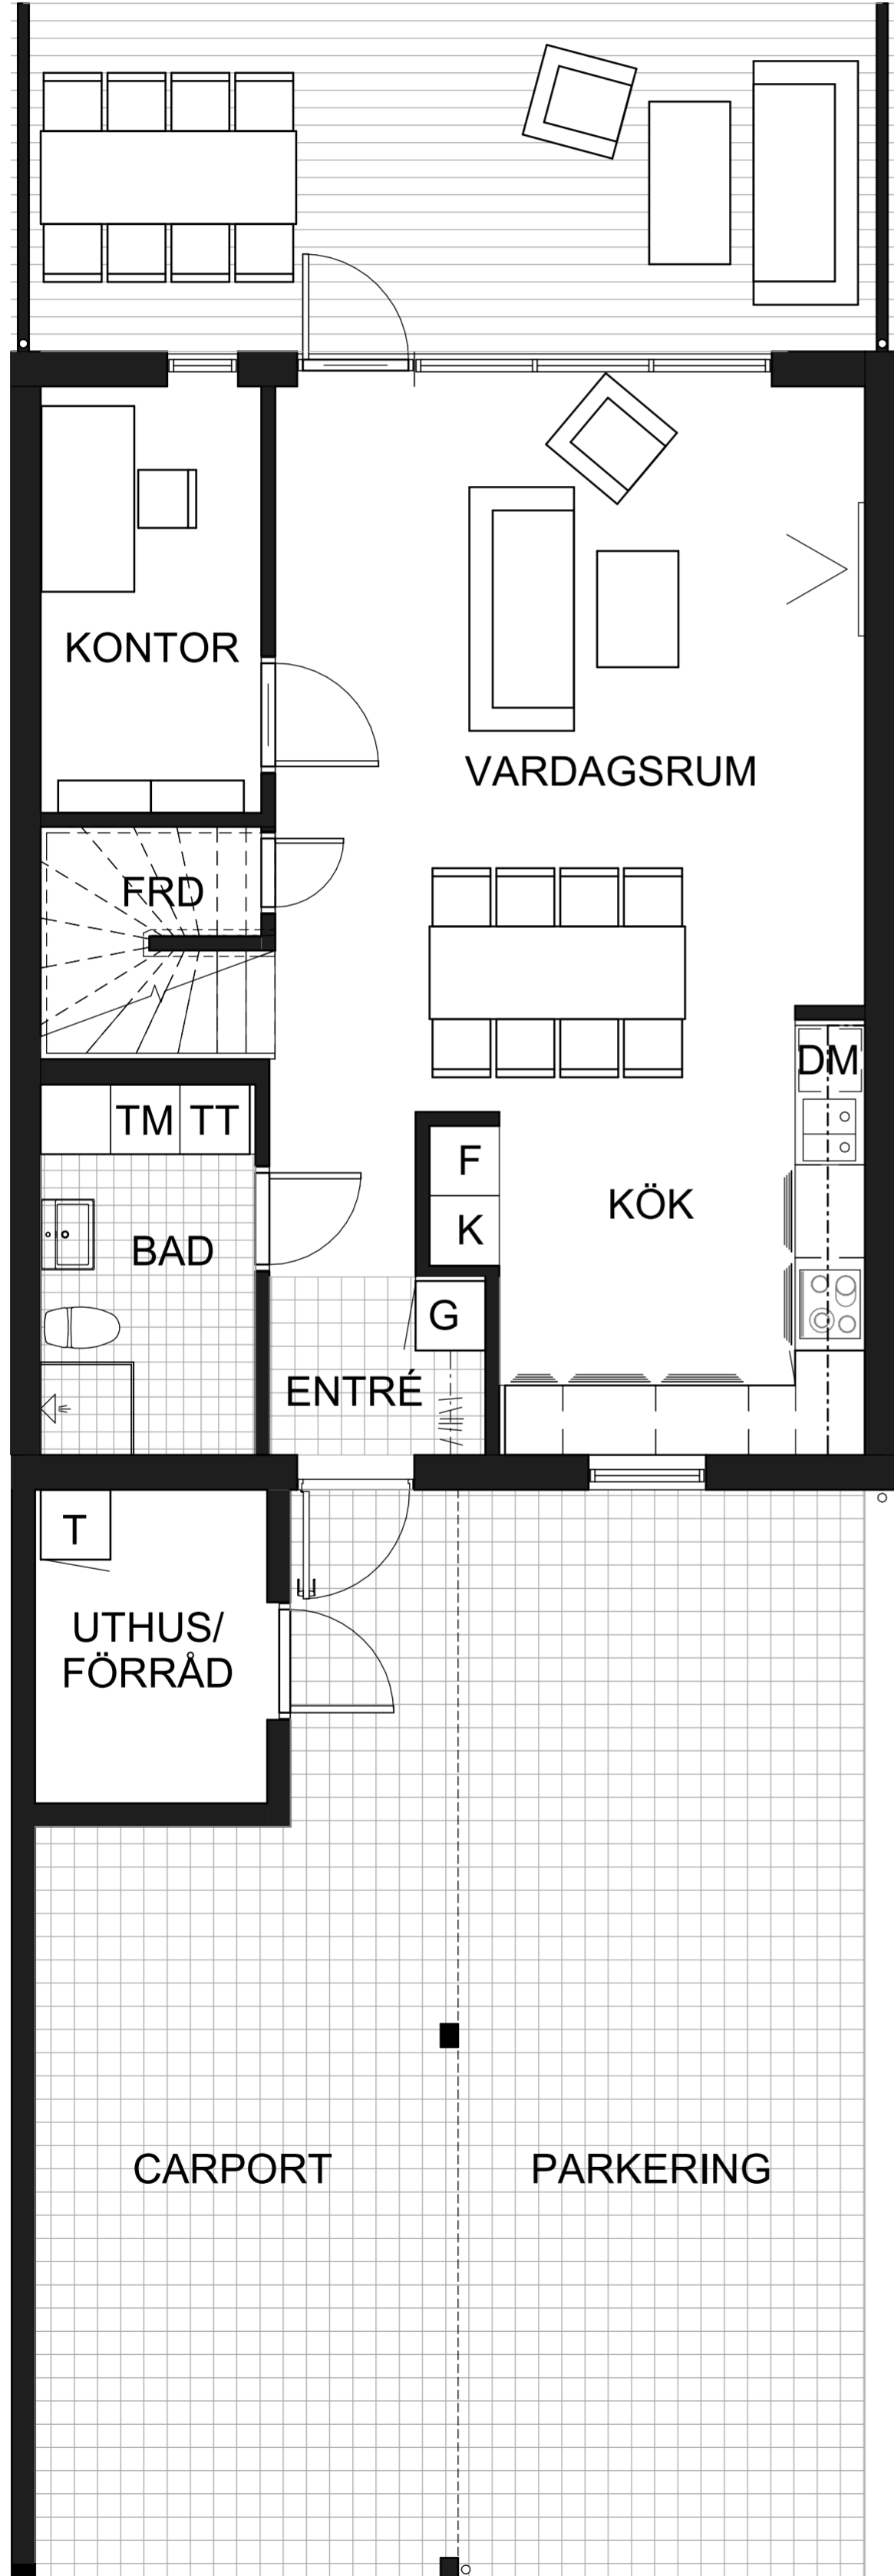 KONTOR
VARDAGSRUM
FRD
DM
TM TT
F
K
KÖK
BAD
G
ENTRÉ
T
UTHUS/
FÖRRÅD
CARPORT
PARKERING